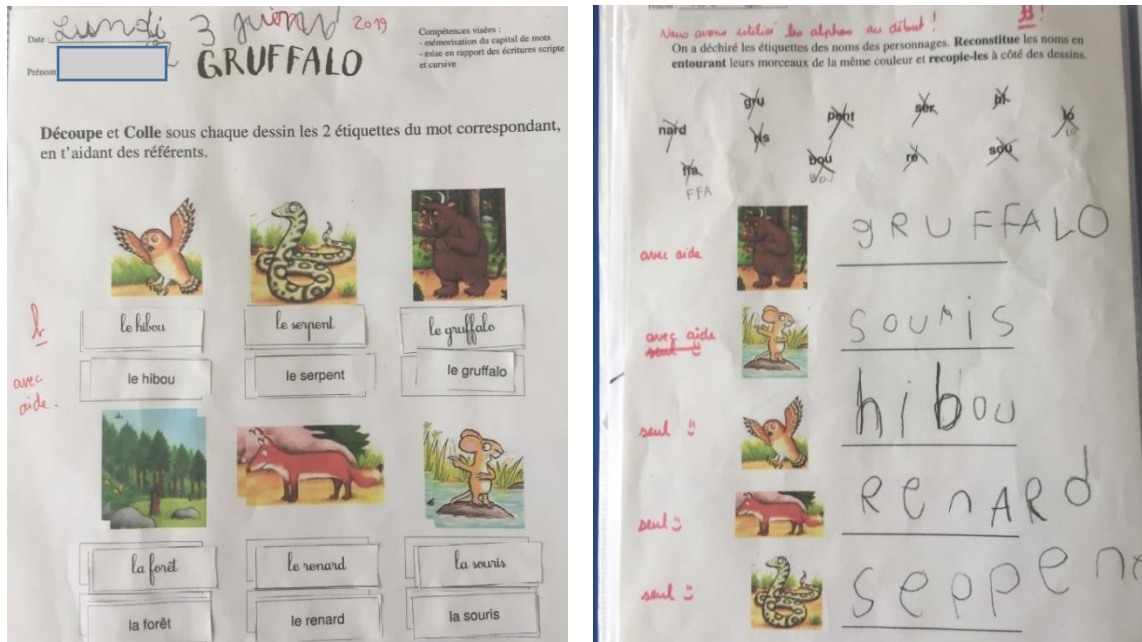 Date Lundi 3 juin 2019
Prénom
GRUFFALO
Compétences visées :
- mémorisation du capital de mots
- mise en rapport des écritures scripte
et cursive
Découpe et Colle sous chaque dessin les 2 étiquettes du mot correspondant,
en t'aidant des référents.
le hibou le serpent le gruffalo
le hibou le serpent le gruffalo
avec
aide.
la forêt le renard la souris
la forêt le renard la souris
Nous avons utilisé les alphas au début !
On a déchiré les étiquettes des noms des personnages. Reconstitue les noms en
entourant leurs morceaux de la même couleur et recopie-les à côté des dessins.
gru pent ser hi lo
nard ris bou re sou
ffa
FFA
avec aide gRUFFALO
avec aide souris
seul
seul hibou
seul RenARd
seul seppent